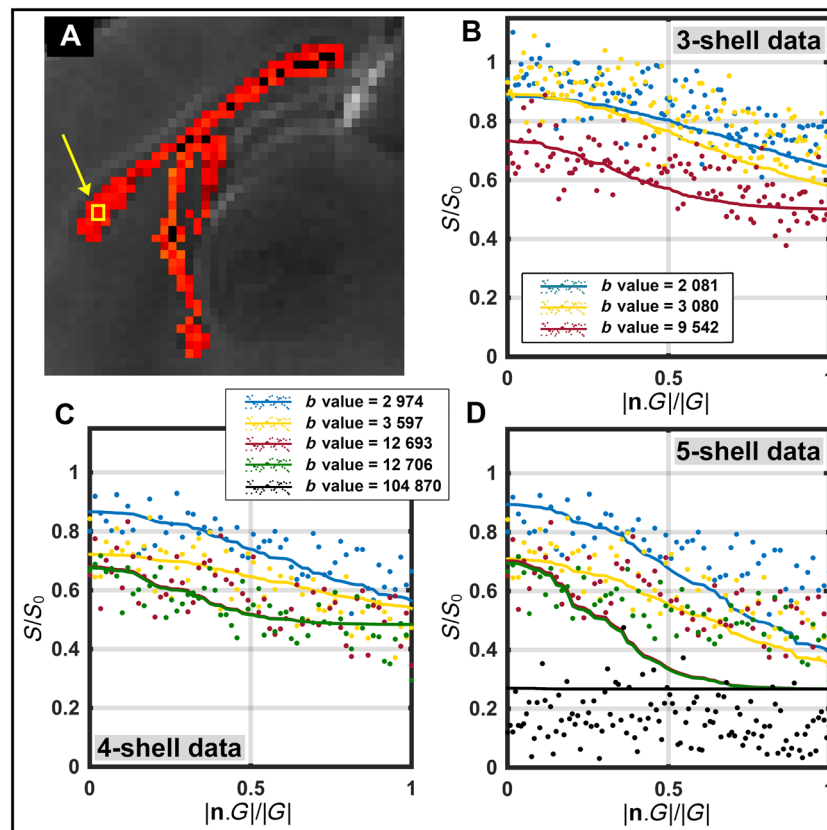 A
B
3-shell data
1
0.8
0.6
0.4
0.2
0
S/S0
b value = 2 081
b value = 3 080
b value = 9 542
0
0.5
1
|n.G|/|G|
C
b value = 2 974
b value = 3 597
b value = 12 693
b value = 12 706
b value = 104 870
1
0.8
0.6
0.4
0.2
0
S/S0
4-shell data
0
0.5
1
|n.G|/|G|
D
5-shell data
1
0.8
0.6
0.4
0.2
0
S/S0
0
0.5
1
|n.G|/|G|